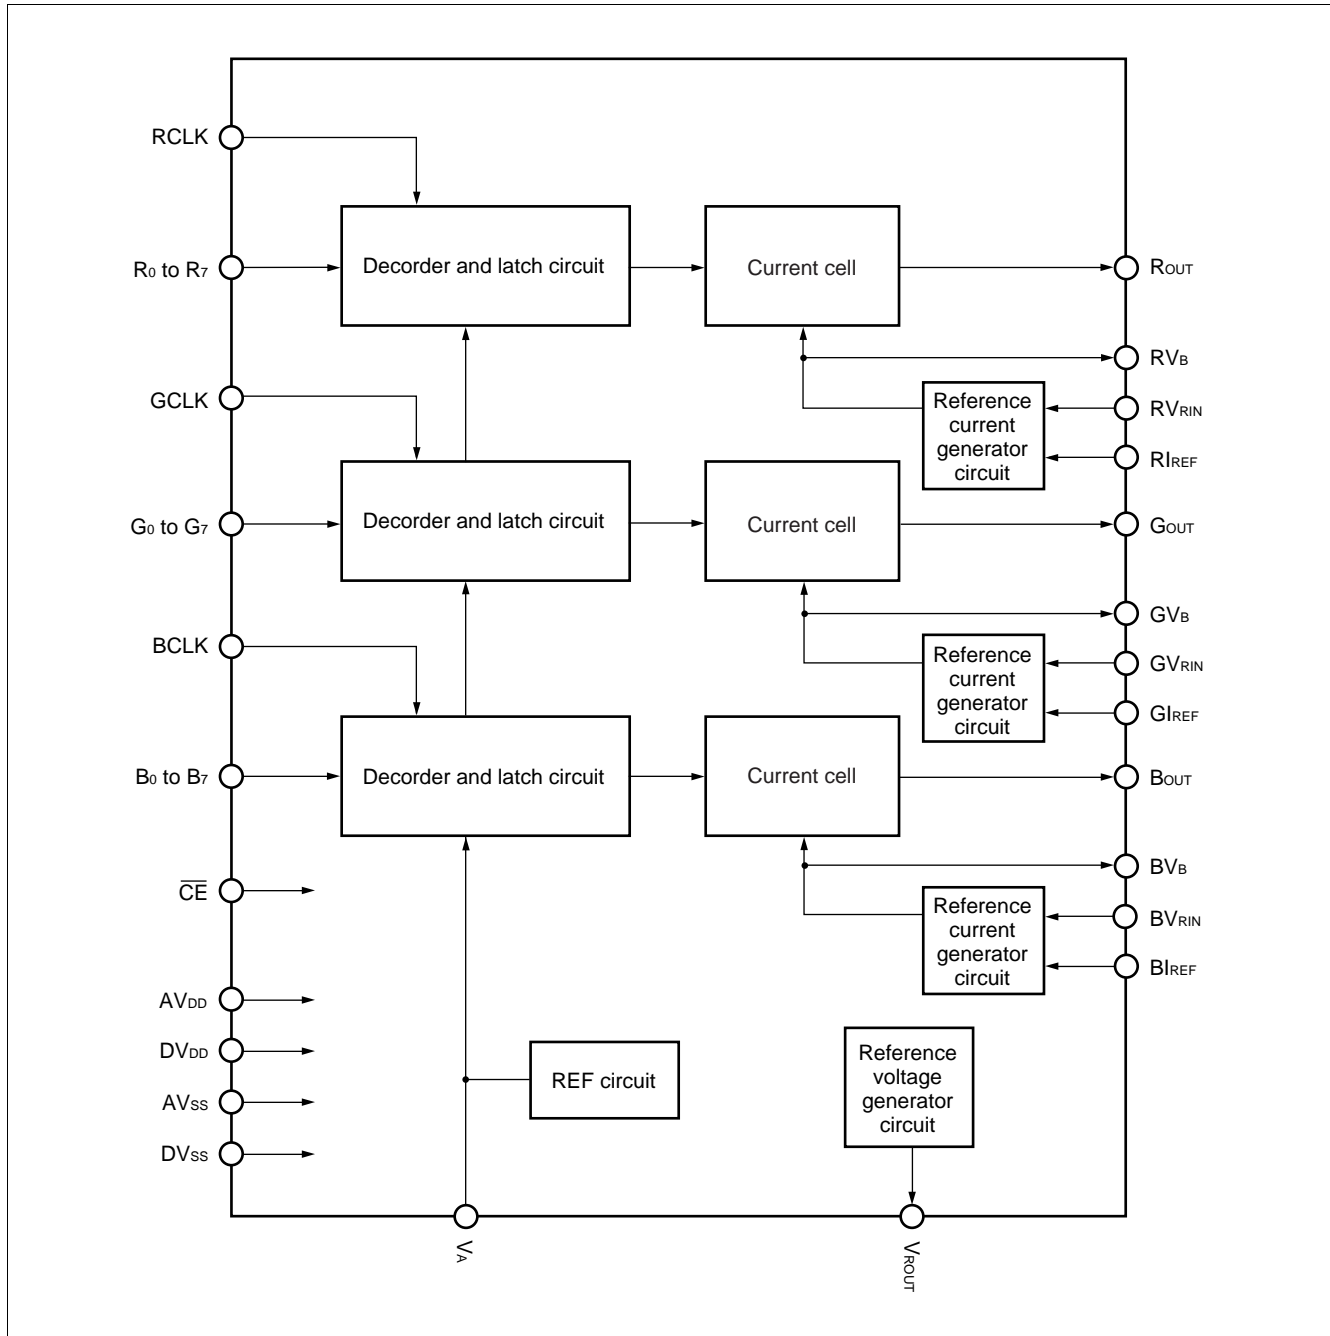 RCLK
R0 to R7
Decorder and latch circuit
Current cell
ROUT
RVB
GCLK
Reference
current
generator
circuit
RVRIN
RIREF
G0 to G7
Decorder and latch circuit
Current cell
GOUT
GVB
BCLK
Reference
current
generator
circuit
GVRIN
GIREF
B0 to B7
Decorder and latch circuit
Current cell
BOUT
BVB
CE
Reference
current
generator
circuit
BVRIN
BIREF
AVDD
DVDD
AVSS
DVSS
REF circuit
Reference
voltage
generator
circuit
VA
VROUT